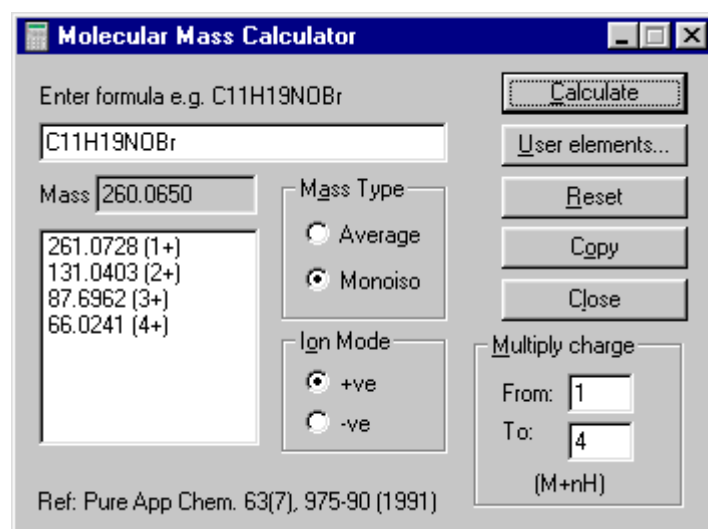 Molecular Mass Calculator
Enter formula e.g. C11H19NOBr
C11H19NOBr
Mass 260.0650
261.0728 (1+)
131.0403 (2+)
87.6962 (3+)
66.0241 (4+)
Mass Type
Average
Monoiso
Ion Mode
+ve
-ve
Calculate
User elements...
Reset
Copy
Close
Multiply charge
From: 1
To: 4
(M+nH)
Ref: Pure App Chem. 63(7), 975-90 (1991)